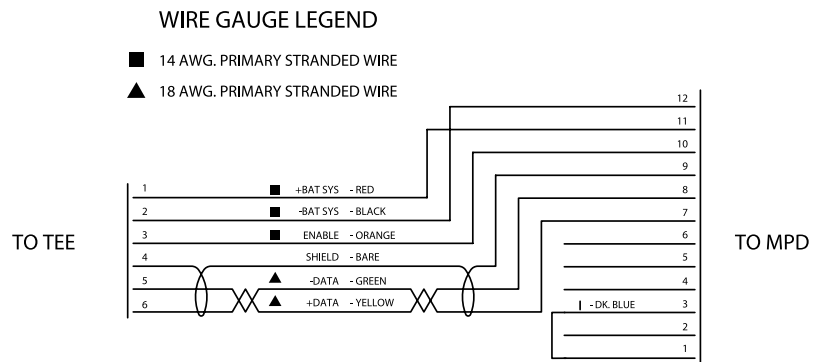 WIRE GAUGE LEGEND
14 AWG. PRIMARY STRANDED WIRE
18 AWG. PRIMARY STRANDED WIRE
12
11
10
9
8
7
6
5
4
3
2
1
1 +BAT SYS - RED
2 -BAT SYS - BLACK
3 ENABLE - ORANGE
4 SHIELD - BARE
5 -DATA - GREEN
6 +DATA - YELLOW
TO TEE
TO MPD
I - DK. BLUE